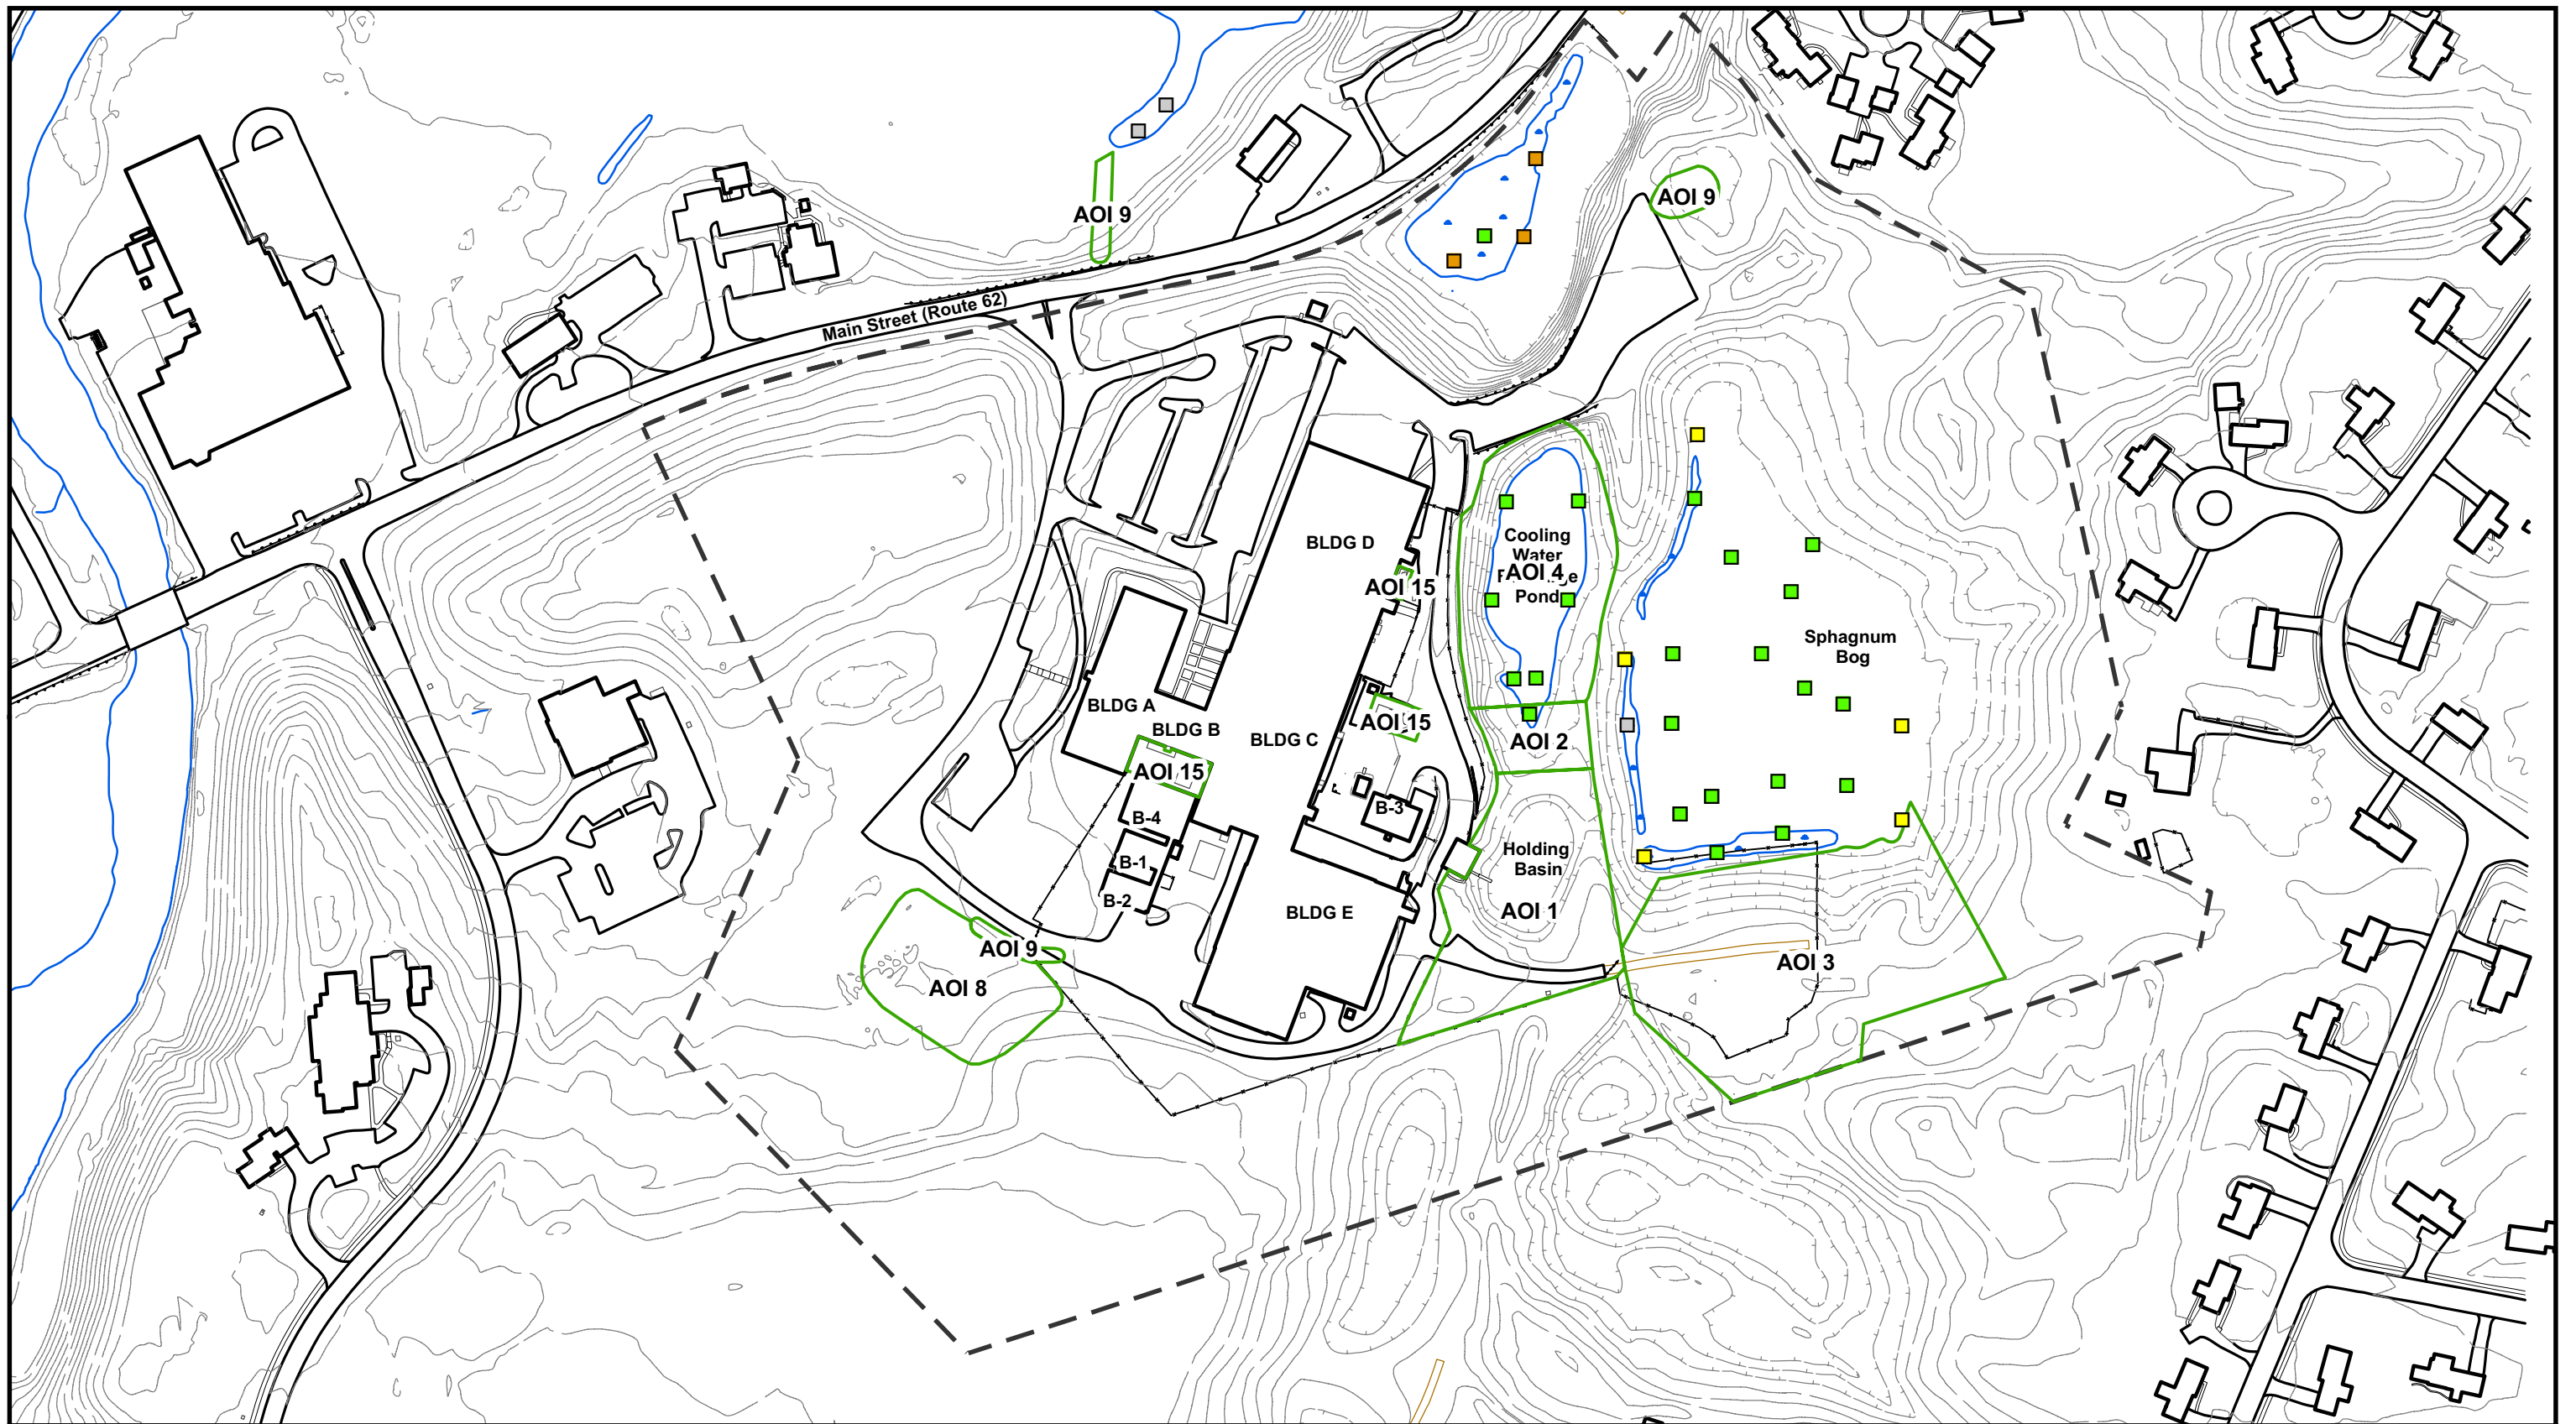 AOI 9
AOI 9
Main Street (Route 62)
BLDG D
Cooling
Water
AOI 4
Pond
AOI 15
Sphagnum
Bog
BLDG A
BLDG B
BLDG C
AOI 15
AOI 2
AOI 15
B-4
B-3
B-1
B-2
Holding
Basin
BLDG E
AOI 1
AOI 9
AOI 8
AOI 3